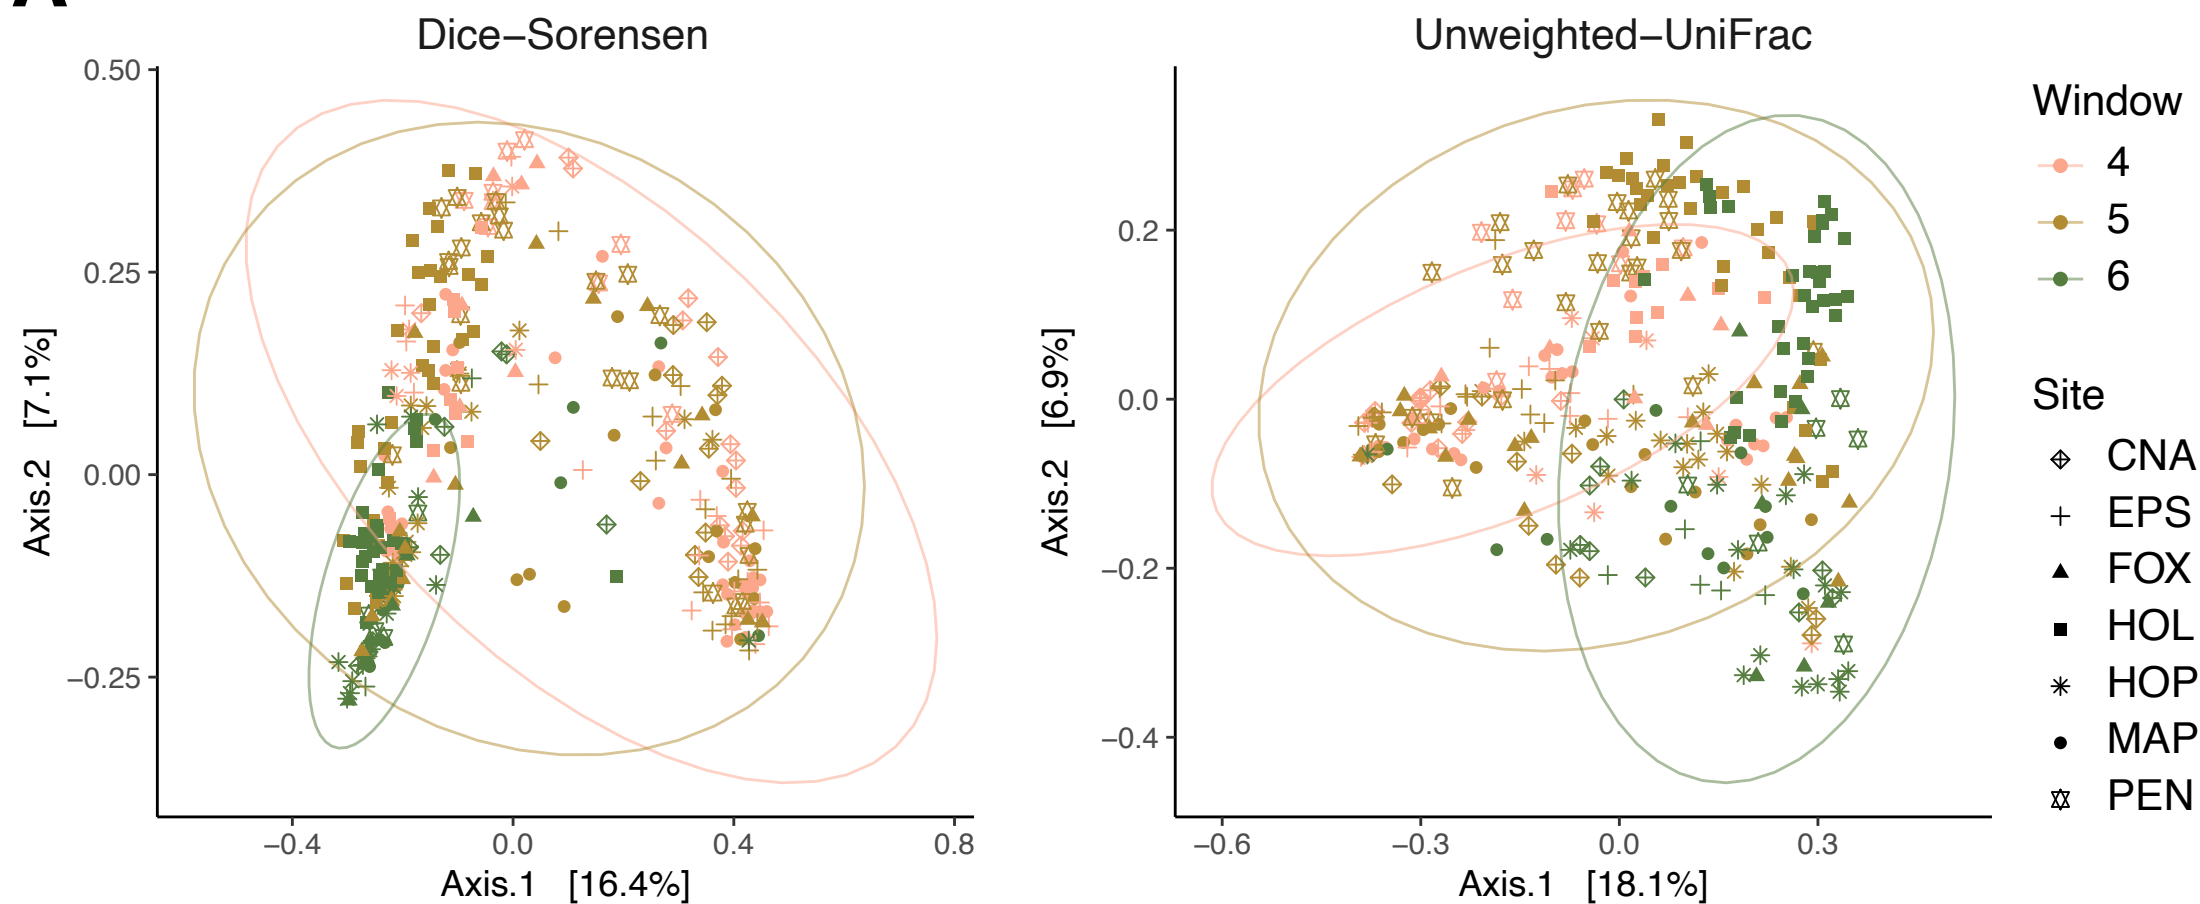 A
Dice−Sorensen
Unweighted−UniFrac
0.50
0.25
0.00
−0.25
Axis.2 [7.1%]
−0.4
0.0
0.4
0.8
Axis.1 [16.4%]
0.2
0.0
−0.2
−0.4
Axis.2 [6.9%]
−0.6
−0.3
0.0
0.3
Axis.1 [18.1%]
Window
4
5
6
Site
CNA
EPS
FOX
HOL
HOP
MAP
PEN